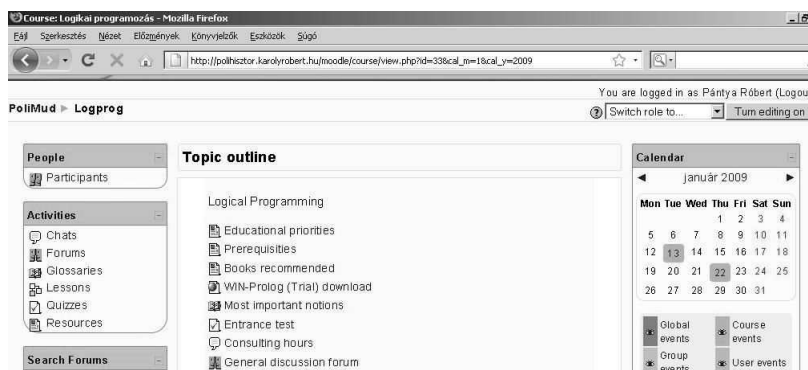 Course: Logikai programozás - Mozilla Firefox
Fájl Szerkesztés Nézet Előzmények Könyvjelzők Eszközök Súgó
http://polihisztor.karolyrobert.hu/moodle/course/view.php?id=33&cal_m=1&cal_y=2009
You are logged in as Pántya Róbert (Logou
PoliMud ► Logprog
Switch role to...
Turn editing on
People
Participants
Activities
Chats
Forums
Glossaries
Lessons
Quizzes
Resources
Search Forums
Topic outline
Logical Programming
Educational priorities
Prerequisities
Books recommended
WIN-Prolog (Trial) download
Most important notions
Entrance test
Consulting hours
General discussion forum
Calendar
◄ január 2009 ►
Mon Tue Wed Thu Fri Sat Sun
1 2 3 4
5 6 7 8 9 10 11
12 13 14 15 16 17 18
19 20 21 22 23 24 25
26 27 28 29 30 31
Global events
Course events
Group events
User events